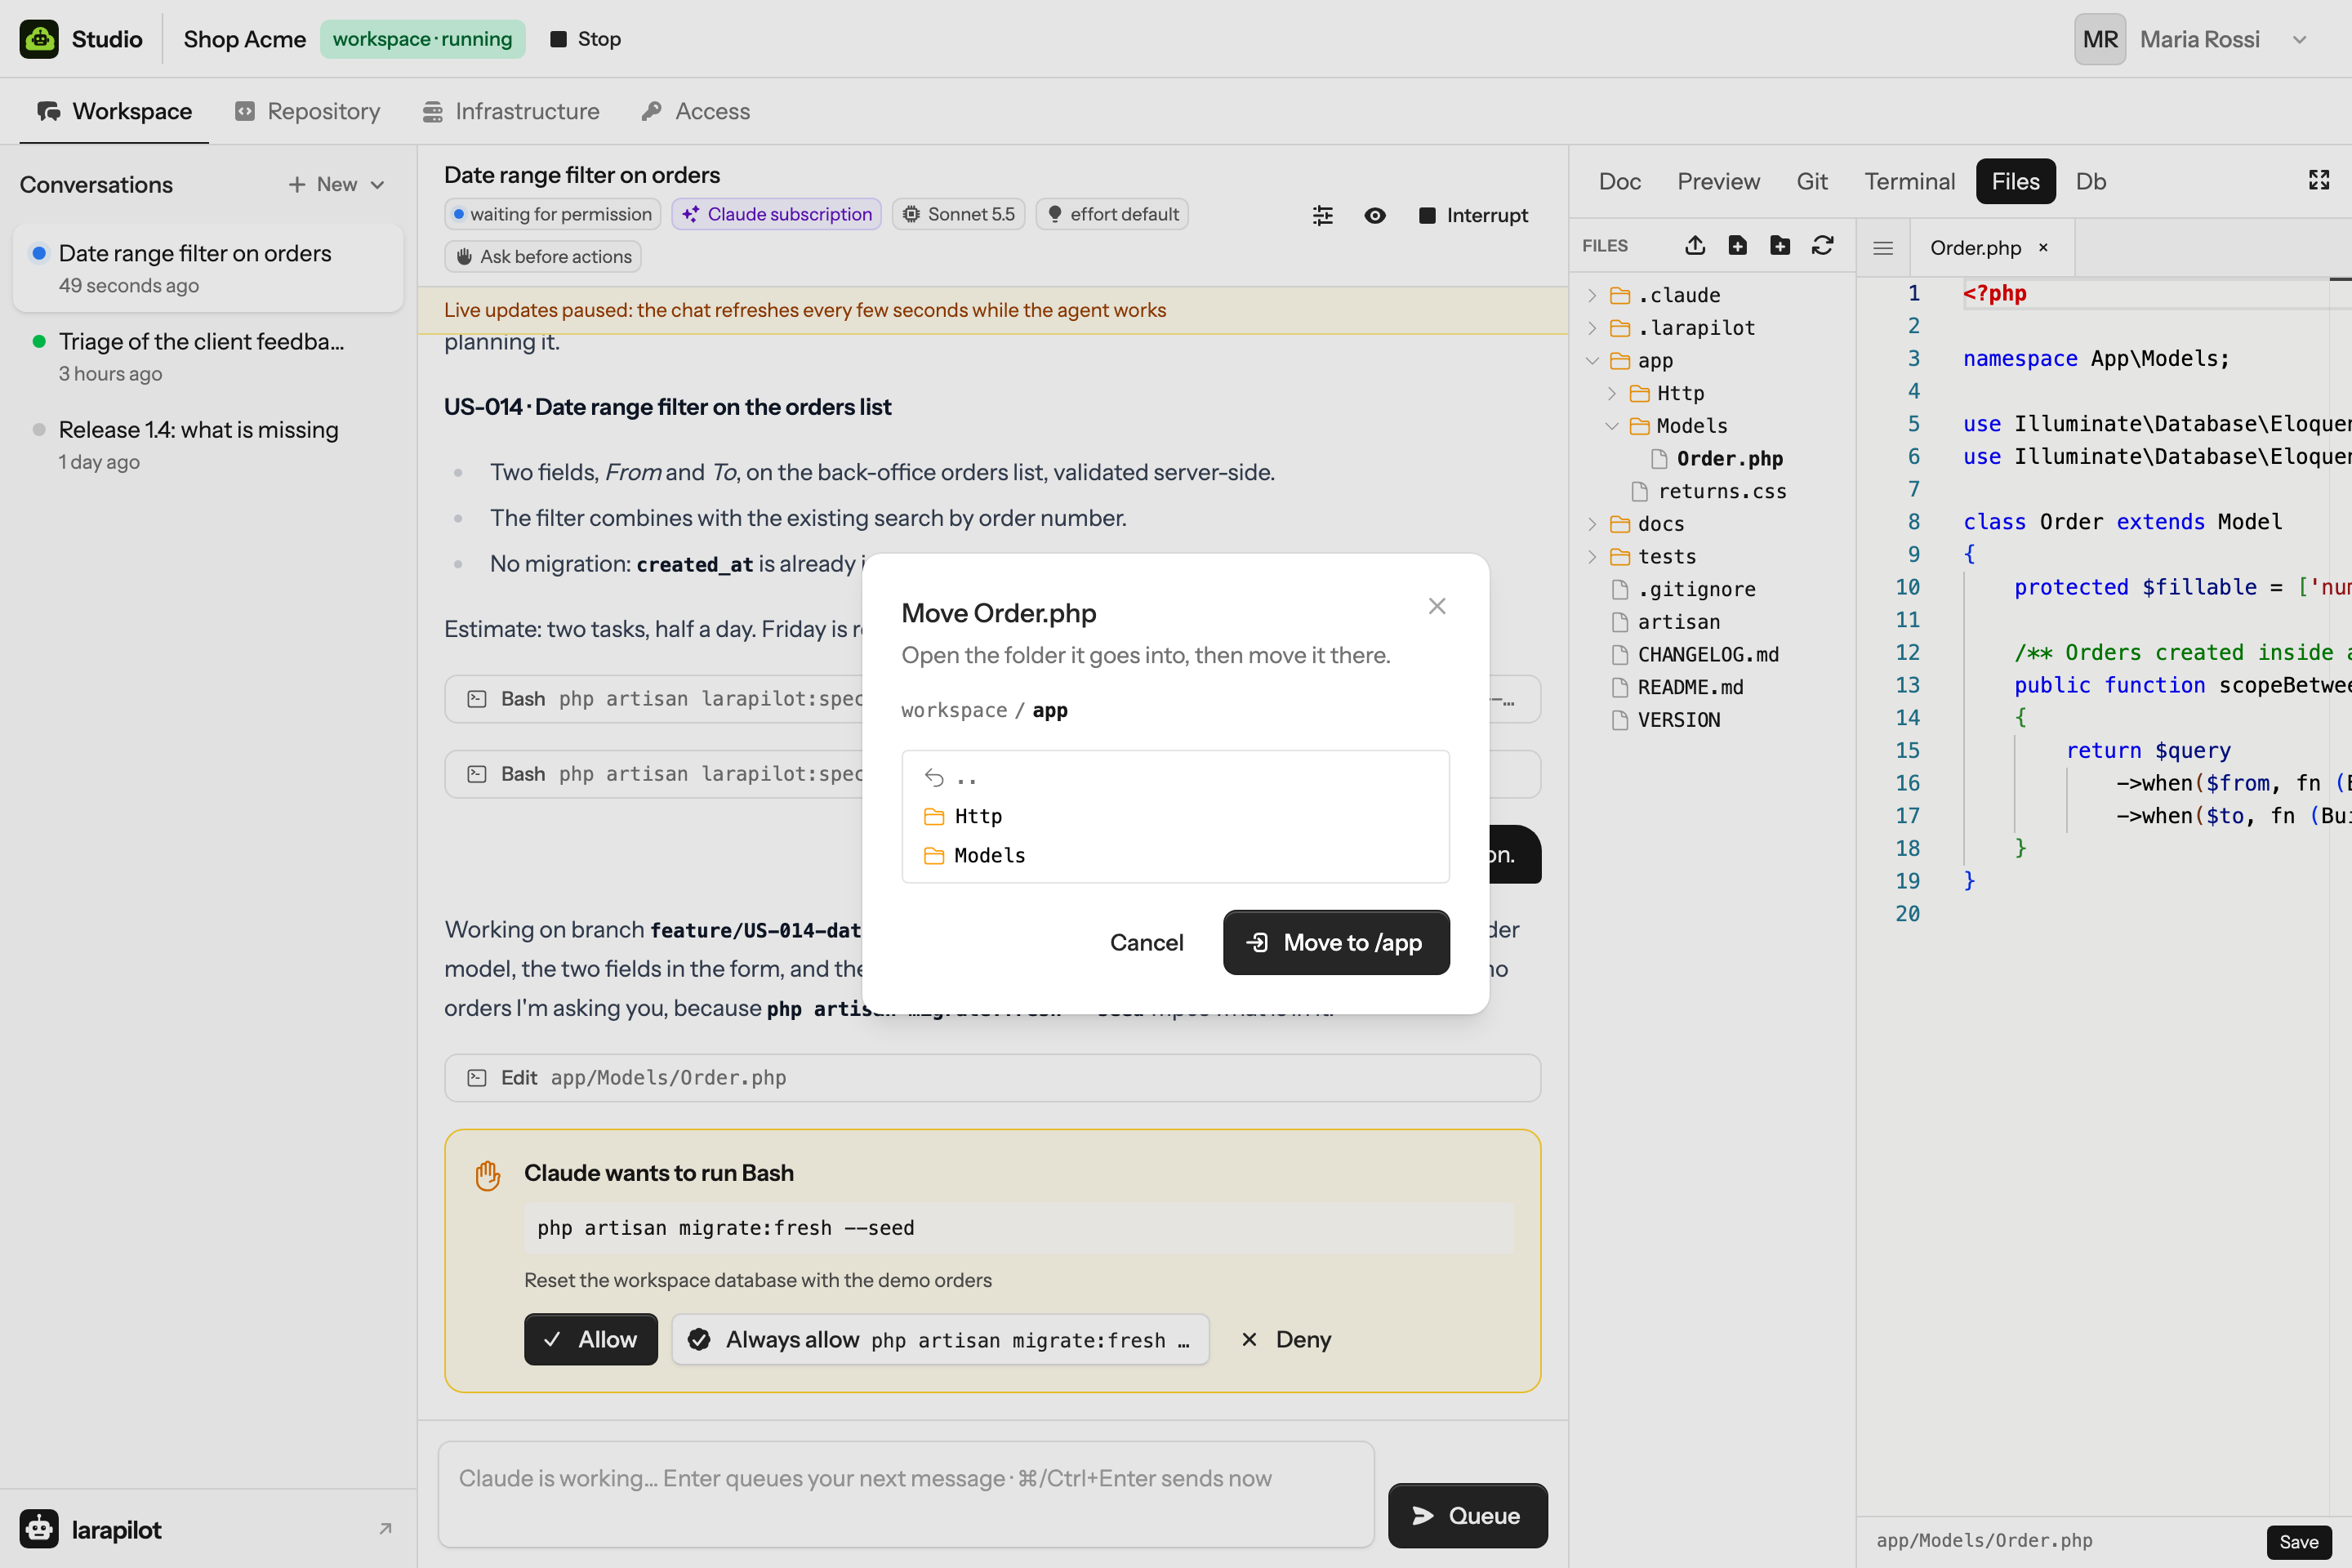 Studio
Shop Acme
workspace · running
Stop
MR
Maria Rossi
Workspace
Repository
Infrastructure
Access
Conversations
New
Date range filter on orders
49 seconds ago
Triage of the client feedba...
3 hours ago
Release 1.4: what is missing
1 day ago
larapilot
Date range filter on orders
waiting for permission
Claude subscription
Sonnet 5.5
effort default
Ask before actions
Interrupt
Live updates paused: the chat refreshes every few seconds while the agent works
planning it.
US-014 · Date range filter on the orders list
Two fields, From and To, on the back-office orders list, validated server-side.
The filter combines with the existing search by order number.
No migration: created_at is already
Estimate: two tasks, half a day. Friday is
Bash php artisan larapilot:spec
Bash php artisan larapilot:spec
on.
Working on branch feature/US-014-dat
model, the two fields in the form, and the
orders I'm asking you, because php
Edit app/Models/Order.php
Claude wants to run Bash
php artisan migrate:fresh --seed
Reset the workspace database with the demo orders
Allow
Always allow php artisan migrate:fresh …
Deny
Claude is working... Enter queues your next message · ⌘/Ctrl+Enter sends now
Queue
Move Order.php
Open the folder it goes into, then move it there.
workspace / app
..
Http
Models
Cancel
Move to /app
Doc
Preview
Git
Terminal
Files
Db
FILES
.claude
.larapilot
app
Http
Models
Order.php
returns.css
docs
tests
.gitignore
artisan
CHANGELOG.md
README.md
VERSION
Order.php ×
1 <?php
2
3 namespace App\Models;
4
5 use Illuminate\Database\Eloquen
6 use Illuminate\Database\Eloquen
7
8 class Order extends Model
9 {
10 protected $fillable = ['num
11
12 /** Orders created inside a
13 public function scopeBetwee
14 {
15 return $query
16 ->when($from, fn (B
17 ->when($to, fn (Bui
18 }
19 }
20
app/Models/Order.php
Save